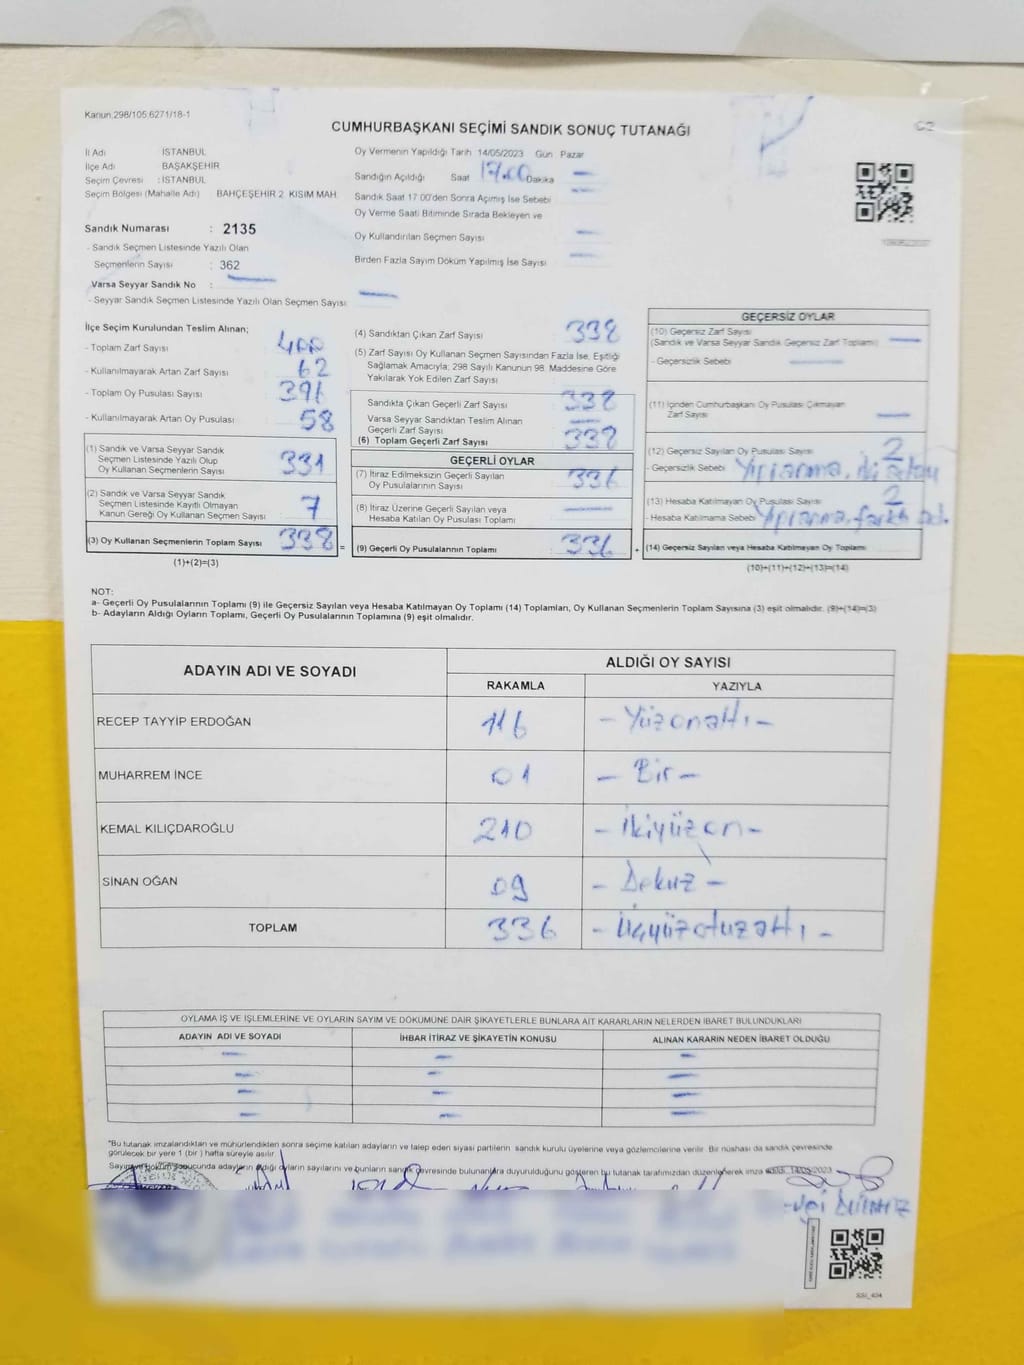 Kanun:298/105,6271/18-1
C2
CUMHURBAŞKANI SEÇİMİ SANDIK SONUÇ TUTANAĞI
İl Adı İSTANBUL
İlçe Adı BAŞAKŞEHİR
Seçim Çevresi : İSTANBUL
Seçim Bölgesi (Mahalle Adı) BAHÇEŞEHİR 2. KISIM MAH.
Sandık Numarası : 2135
- Sandık Seçmen Listesinde Yazılı Olan
Seçmenlerin Sayısı : 362
Varsa Seyyar Sandık No : —
- Seyyar Sandık Seçmen Listesinde Yazılı Olan Seçmen Sayısı: —
Oy Vermenin Yapıldığı Tarih 14/05/2023 Gün Pazar
Sandığın Açıldığı Saat 17.00 Dakika —
Sandık Saat 17.00'den Sonra Açımış İse Sebebi —
Oy Verme Saati Bitiminde Sırada Bekleyen ve
Oy Kullandırılan Seçmen Sayısı —
Birden Fazla Sayım Döküm Yapılmış İse Sayısı —
İlçe Seçim Kurulundan Teslim Alınan;
- Toplam Zarf Sayısı : 400
- Kullanılmayarak Artan Zarf Sayısı : 62
- Toplam Oy Pusulası Sayısı : 396
- Kullanılmayarak Artan Oy Pusulası : 58
(1) Sandık ve Varsa Seyyar Sandık
Seçmen Listesinde Yazılı Olup
Oy Kullanan Seçmenlerin Sayısı : 331
(2) Sandık ve Varsa Seyyar Sandık
Seçmen Listesinde Kayıtlı Olmayan
Kanun Gereği Oy Kullanan Seçmen Sayısı : 7
(3) Oy Kullanan Seçmenlerin Toplam Sayısı : 338 =
(1)+(2)=(3)
(4) Sandıktan Çıkan Zarf Sayısı 338
(5) Zarf Sayısı Oy Kullanan Seçmen Sayısından Fazla İse, Eşitliği
Sağlamak Amacıyla; 298 Sayılı Kanunun 98. Maddesine Göre
Yakılarak Yok Edilen Zarf Sayısı
Sandıkta Çıkan Geçerli Zarf Sayısı : 338
Varsa Seyyar Sandıktan Teslim Alınan
Geçerli Zarf Sayısı : —
(6) Toplam Geçerli Zarf Sayısı : 338
GEÇERLİ OYLAR
(7) İtiraz Edilmeksizin Geçerli Sayılan
Oy Pusulalarının Sayısı : 336
(8) İtiraz Üzerine Geçerli Sayılan veya
Hesaba Katılan Oy Pusulası Toplamı : —
(9) Geçerli Oy Pusulalarının Toplamı : 336 +
GEÇERSİZ OYLAR
(10) Geçersiz Zarf Sayısı
(Sandık ve Varsa Seyyar Sandık Geçersiz Zarf Toplamı) : —
- Geçersizlik Sebebi : —
(11) İçinden Cumhurbaşkanı Oy Pusulası Çıkmayan
Zarf Sayısı : —
(12) Geçersiz Sayılan Oy Pusulası Sayısı : 2
- Geçersizlik Sebebi : Yıpranma, iki
(13) Hesaba Katılmayan Oy Pusulası Sayısı : 2
- Hesaba Katılmama Sebebi : Yıpranma, farklı
(14) Geçersiz Sayılan veya Hesaba Katılmayan Oy Toplamı
(10)+(11)+(12)+(13)=(14)
NOT:
a- Geçerli Oy Pusulalarının Toplamı (9) ile Geçersiz Sayılan veya Hesaba Katılmayan Oy Toplamı (14) Toplamları, Oy Kullanan Seçmenlerin Toplam Sayısına (3) eşit olmalıdır. (9)+(14)=(3)
b- Adayların Aldığı Oyların Toplamı, Geçerli Oy Pusulalarının Toplamına (9) eşit olmalıdır.
ADAYIN ADI VE SOYADI ALDIĞI OY SAYISI
RAKAMLA YAZIYLA
RECEP TAYYİP ERDOĞAN 116 - Yüzonaltı -
MUHARREM İNCE 01 - Bir -
KEMAL KILIÇDAROĞLU 210 - İkiyüzon -
SİNAN OĞAN 09 - Dokuz -
TOPLAM 336 - Üçyüzotuzaltı -
OYLAMA İŞ VE İŞLEMLERİNE VE OYLARIN SAYIM VE DÖKÜMÜNE DAİR ŞİKAYETLERLE BUNLARA AİT KARARLARIN NELERDEN İBARET BULUNDUKLARI
ADAYIN ADI VE SOYADI İHBAR İTİRAZ VE ŞİKAYETİN KONUSU ALINAN KARARIN NEDEN İBARET OLDUĞU
— — —
— — —
— — —
— — —
*Bu tutanak imzalandıktan ve mühürlendikten sonra seçime katılan adayların ve talep eden siyasi partilerin sandık kurulu üyelerine veya gözlemcilerine verilir. Bir nüshası da sandık çevresinde
görülecek bir yere 1 (bir ) hafta süreyle asılır.
Sayım ve döküm sonucunda adayların aldığı oyların sayılarını ve bunların sandık çevresinde bulunanlara duyurulduğunu gösteren bu tutanak tarafımızdan düzenlenerek imza edildi. 14/05/2023
SSİ_404